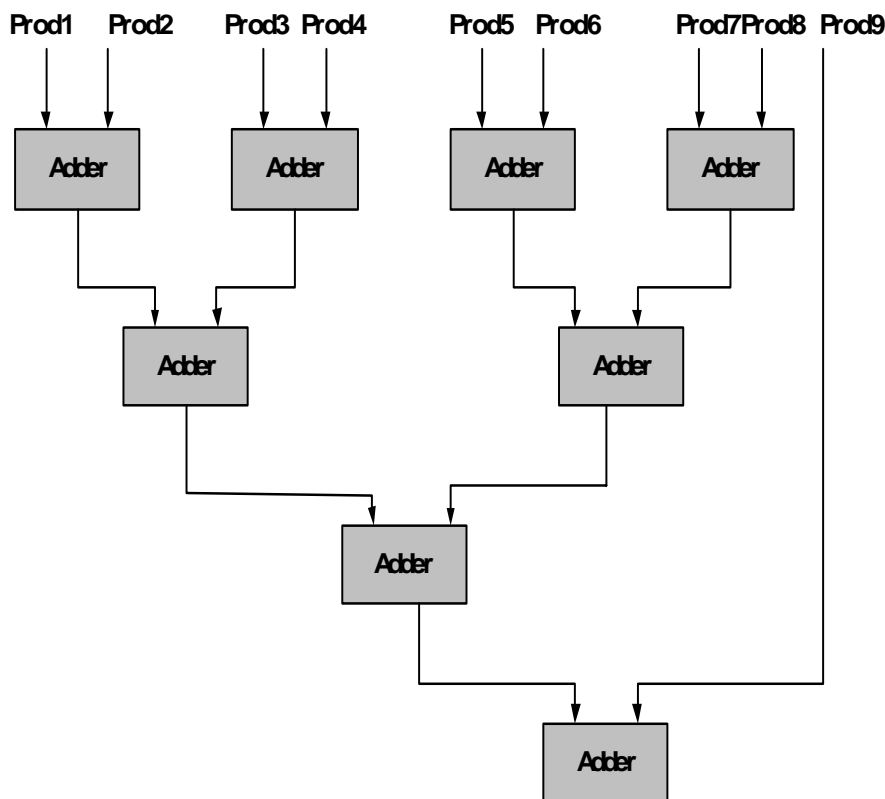 Prod1 Prod2 Prod3 Prod4 Prod5 Prod6 Prod7 Prod8 Prod9
Adder Adder Adder Adder
Adder Adder
Adder
Adder